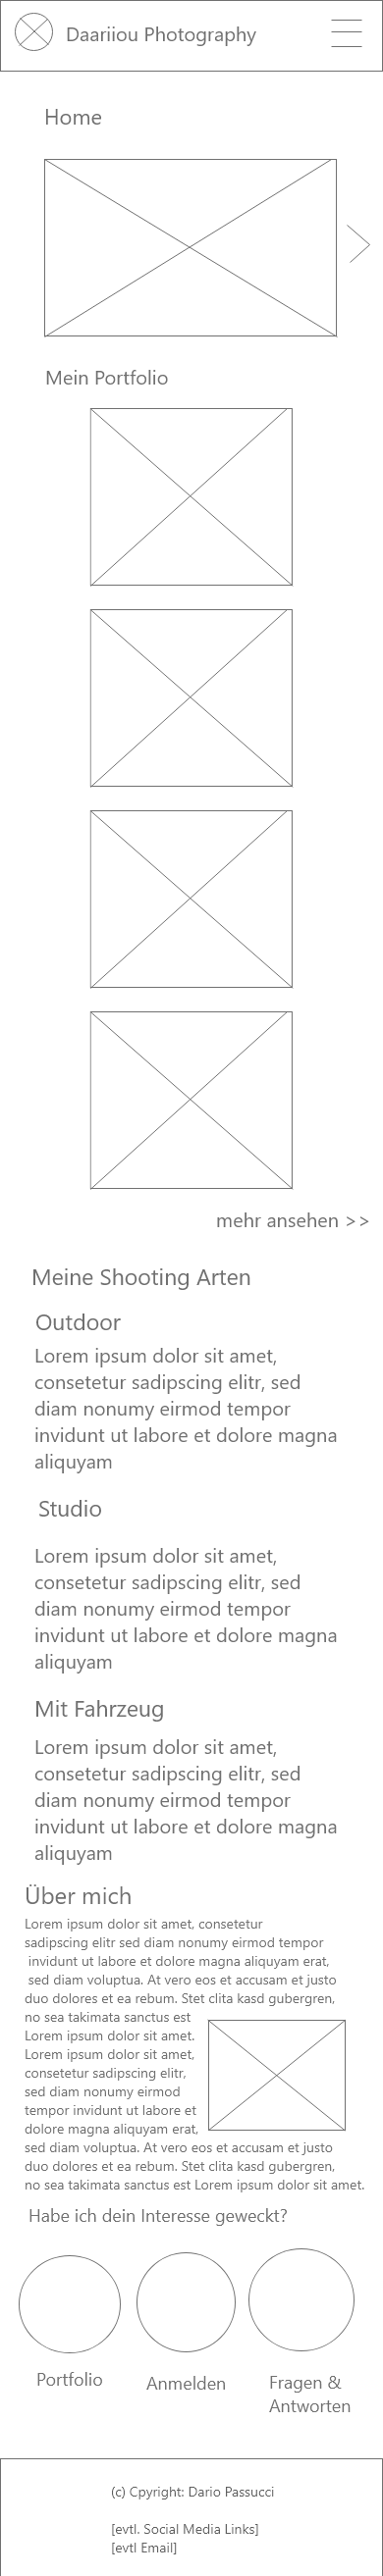 Daariiou Photography
Home
Mein Portfolio
mehr ansehen >>
Meine Shooting Arten
Outdoor
Lorem ipsum dolor sit amet,
consetetur sadipscing elitr, sed
diam nonumy eirmod tempor
invidunt ut labore et dolore magna
aliquyam
Studio
Lorem ipsum dolor sit amet,
consetetur sadipscing elitr, sed
diam nonumy eirmod tempor
invidunt ut labore et dolore magna
aliquyam
Mit Fahrzeug
Lorem ipsum dolor sit amet,
consetetur sadipscing elitr, sed
diam nonumy eirmod tempor
invidunt ut labore et dolore magna
aliquyam
Über mich
Lorem ipsum dolor sit amet, consetetur
sadipscing elitr sed diam nonumy eirmod tempor
invidunt ut labore et dolore magna aliquyam erat,
sed diam voluptua. At vero eos et accusam et justo
duo dolores et ea rebum. Stet clita kasd gubergren,
no sea takimata sanctus est
Lorem ipsum dolor sit amet.
Lorem ipsum dolor sit amet,
consetetur sadipscing elitr,
sed diam nonumy eirmod
tempor invidunt ut labore et
dolore magna aliquyam erat,
sed diam voluptua. At vero eos et accusam et justo
duo dolores et ea rebum. Stet clita kasd gubergren,
no sea takimata sanctus est Lorem ipsum dolor sit amet.
Habe ich dein Interesse geweckt?
Portfolio
Anmelden
Fragen &
Antworten
(c) Cpyright: Dario Passucci
[evtl. Social Media Links]
[evtl Email]